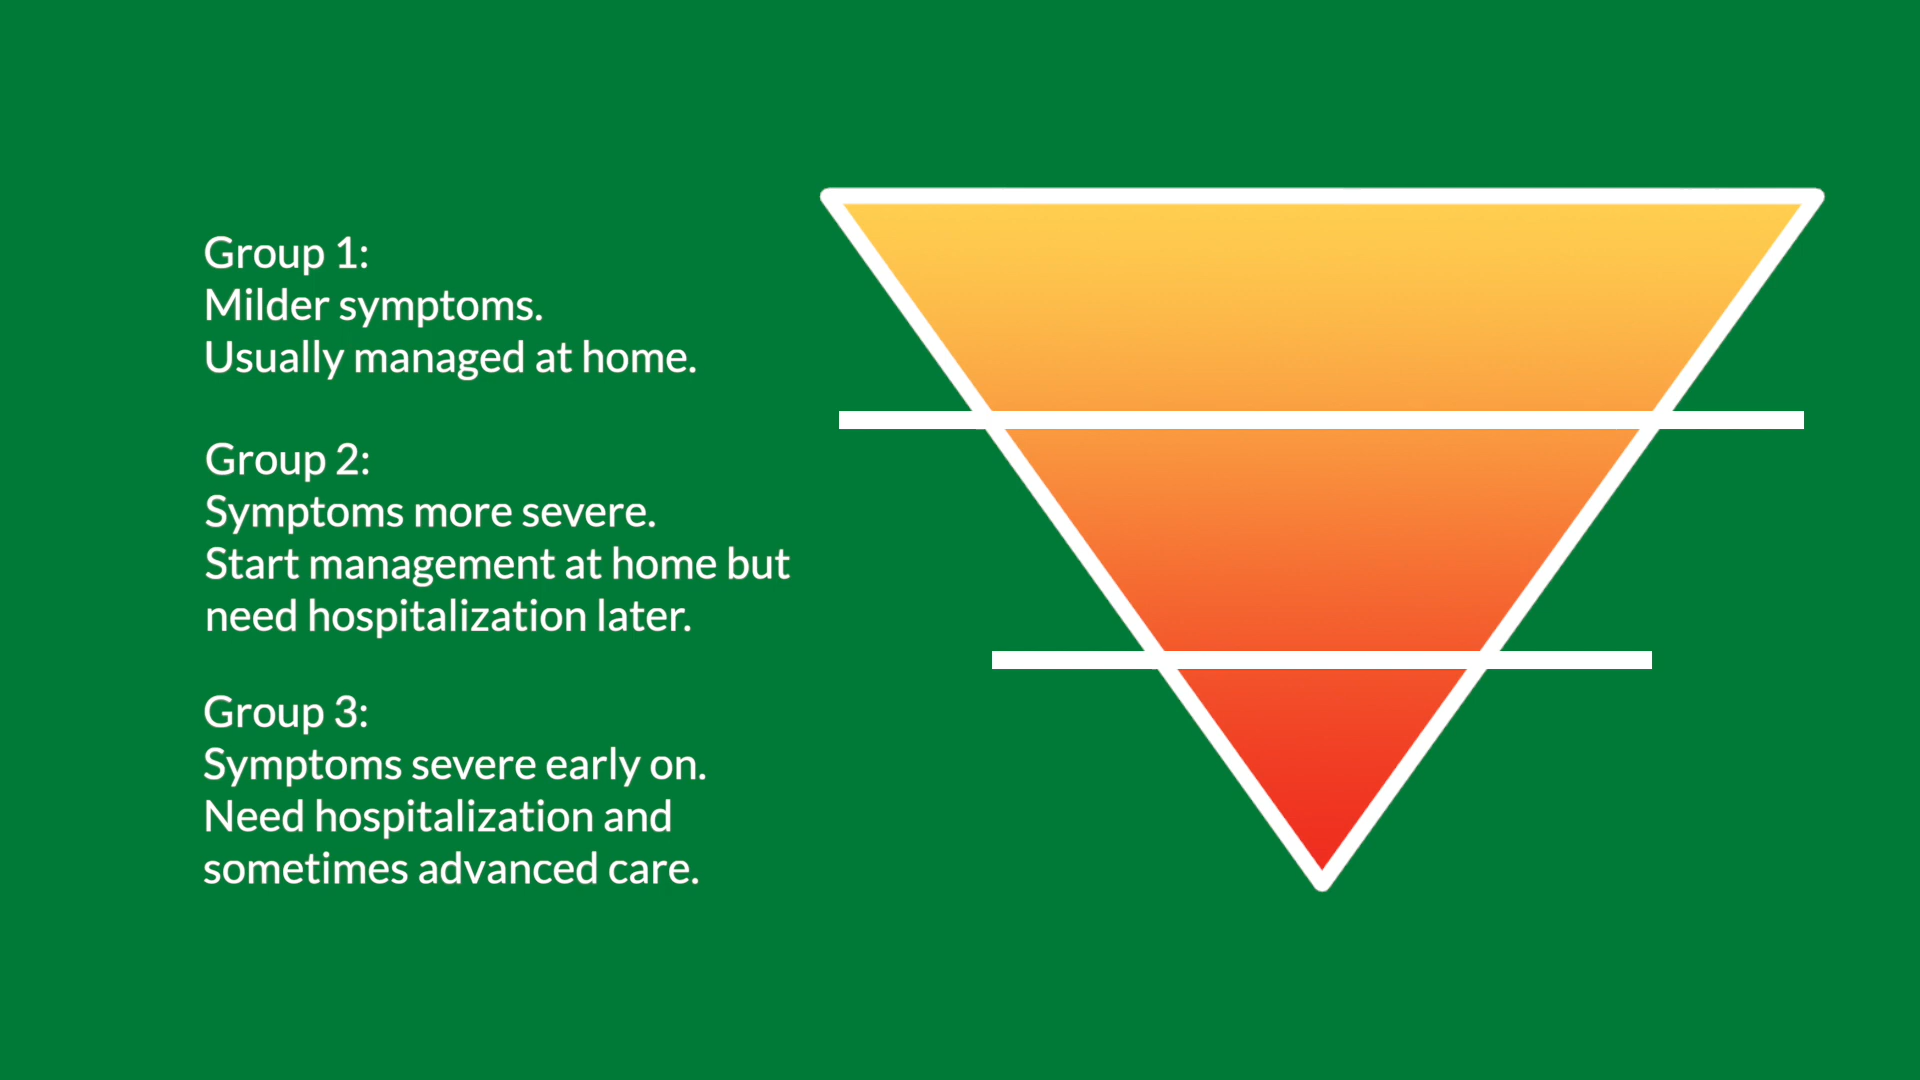 Group 1:
Milder symptoms.
Usually managed at home.
Group 2:
Symptoms more severe.
Start management at home but
need hospitalization later.
Group 3:
Symptoms severe early on.
Need hospitalization and
sometimes advanced care.